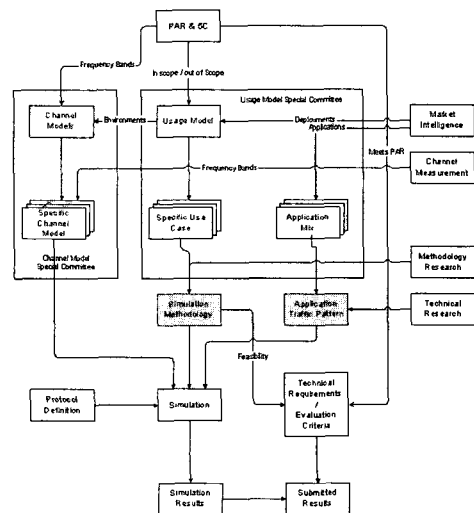 PAR & 5C
Frequency Bands
In scope / out of Scope
Usage Model Special Committee
Channel
Models
Environments
Usage Model
Deployments
Applications
Market
Intelligence
Meets PAR
Frequency Bands
Channel
Measurement
Specific
Channel
Model
Specific Use
Case
Application
Mix
Channel Model
Special Committee
Methodology
Research
Simulation
Methodology
Application
Traffic Pattern
Technical
Research
Feasibility
Protocol
Definition
Simulation
Technical
Requirements
/
Evaluation
Criteria
Simulation
Results
Submitted
Results